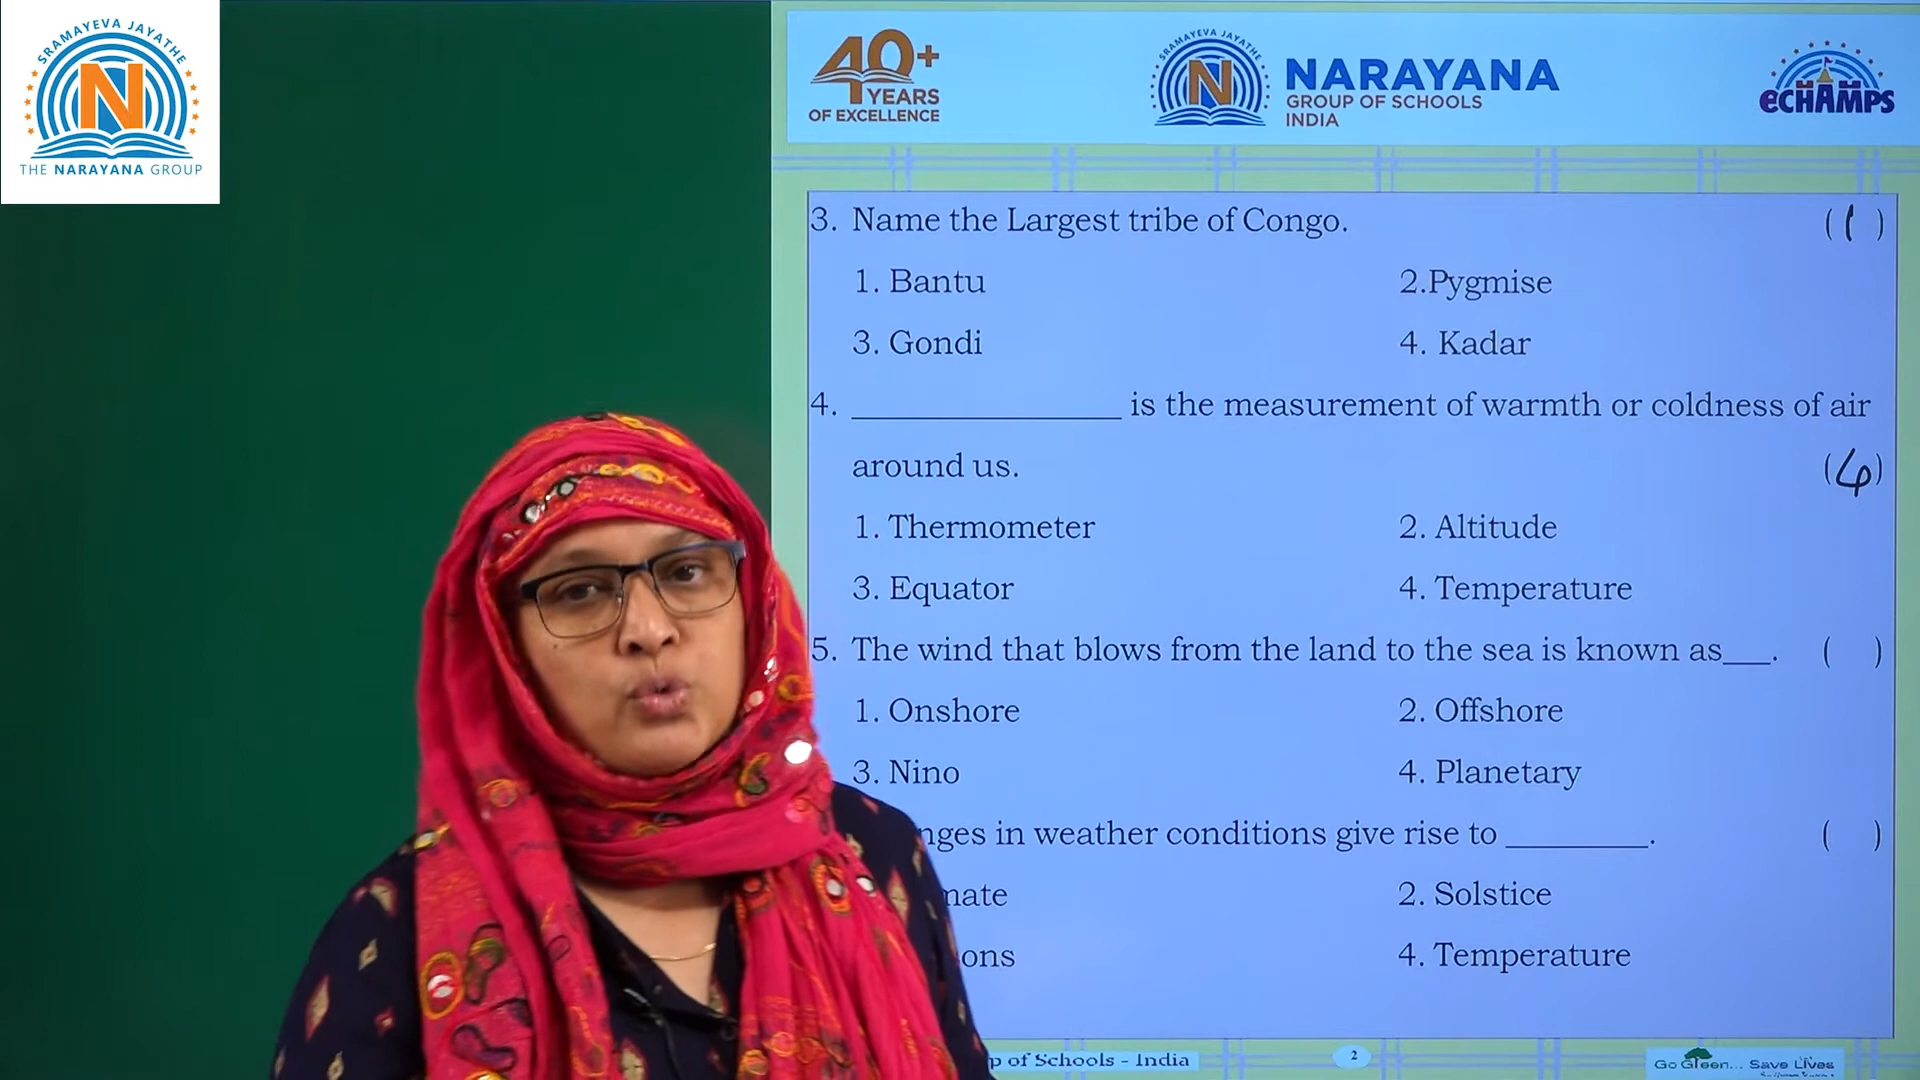 SRAMAYEVA JAYATHE
N
THE NARAYANA GROUP
40+
YEARS
OF EXCELLENCE
SRAMAYEVA JAYATHE
N
NARAYANA
GROUP OF SCHOOLS
INDIA
eCHAMPS
3. Name the Largest tribe of Congo. (1)
1. Bantu 2.Pygmise
3. Gondi 4. Kadar
4. ______________ is the measurement of warmth or coldness of air
around us. (4)
1. Thermometer 2. Altitude
3. Equator 4. Temperature
5. The wind that blows from the land to the sea is known as___. ( )
1. Onshore 2. Offshore
3. Nino 4. Planetary
nges in weather conditions give rise to ________. ( )
mate 2. Solstice
ons 4. Temperature
p of Schools - India
2
Go Green... Save Lives